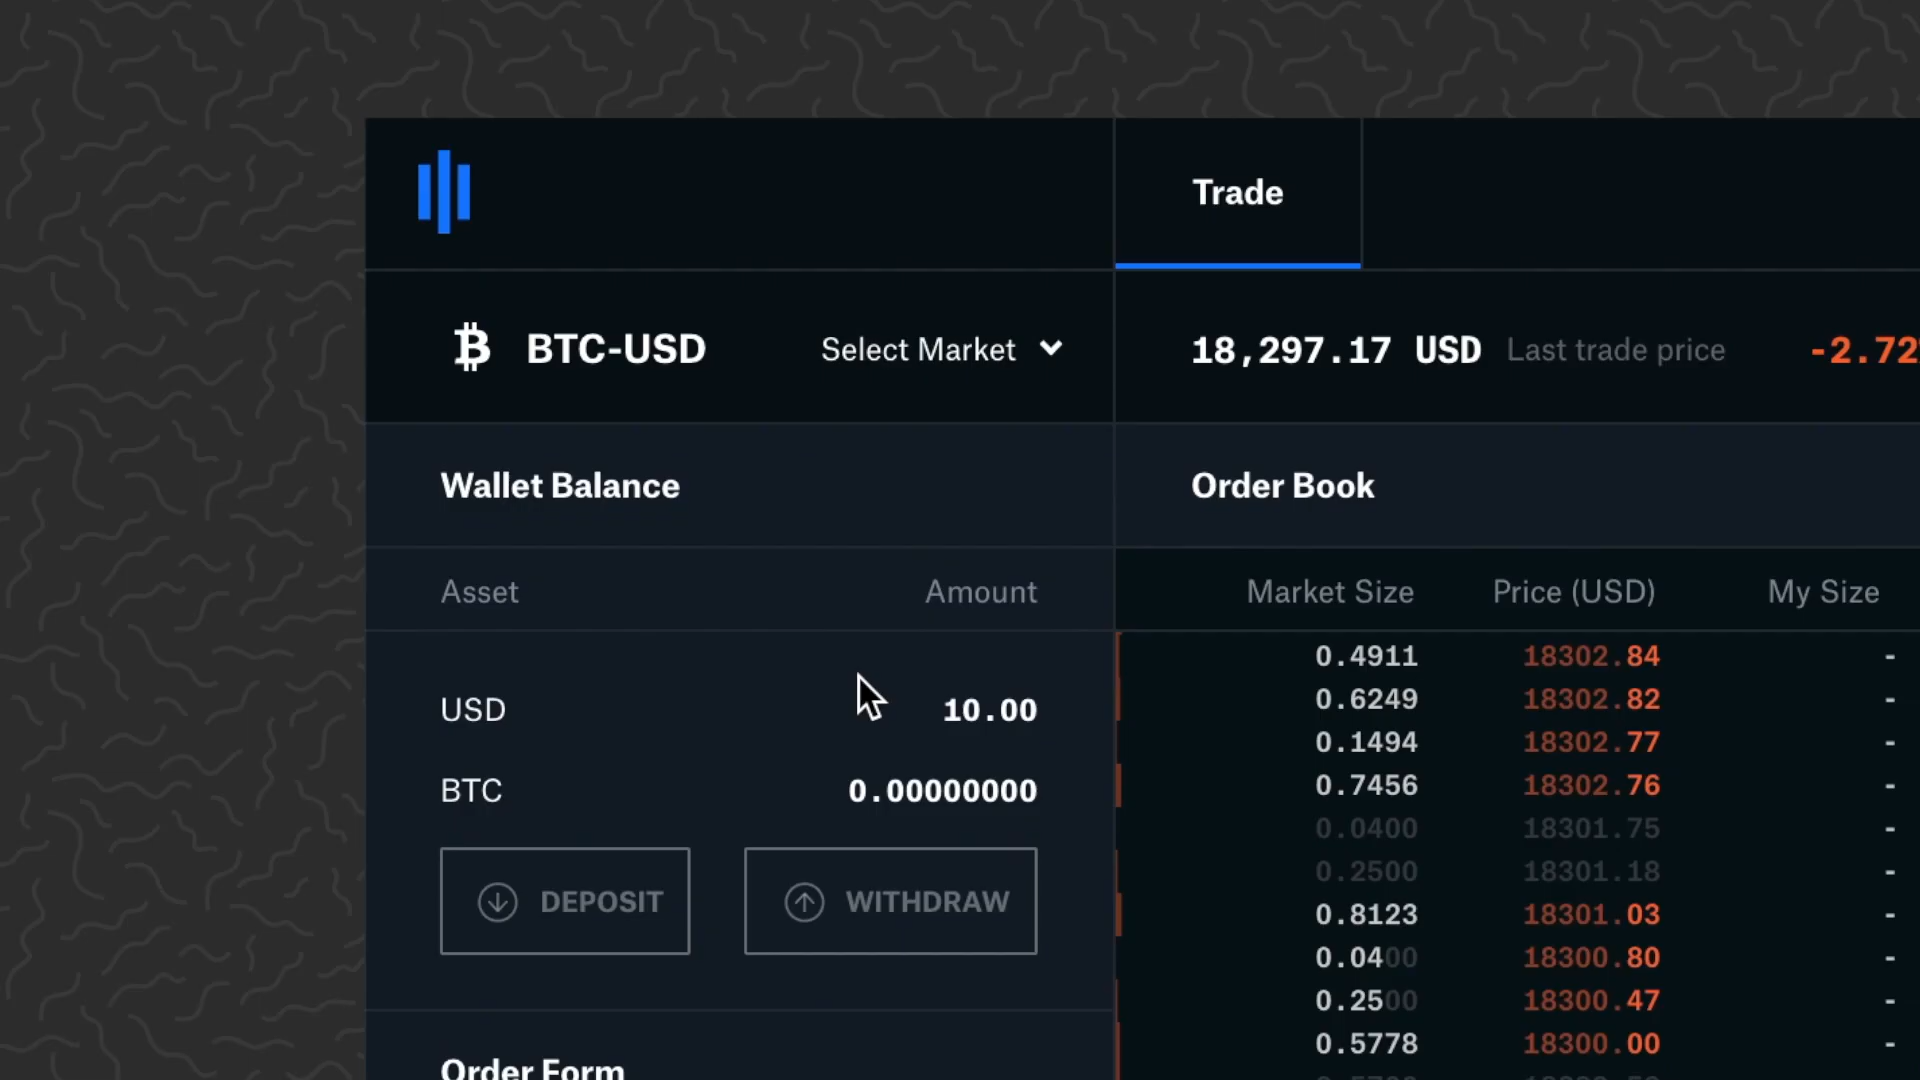 Trade
BTC-USD
Select Market
18,297.17 USD
Last trade price
-2.72
Wallet Balance
Order Book
Asset
Amount
Market Size
Price (USD)
My Size
0.4911 18302.84 -
USD
10.00
0.6249 18302.82 -
0.1494 18302.77 -
BTC
0.00000000
0.7456 18302.76 -
0.0400 18301.75 -
0.2500 18301.18 -
DEPOSIT
WITHDRAW
0.8123 18301.03 -
0.0400 18300.80 -
0.2500 18300.47 -
0.5778 18300.00 -
Order Form